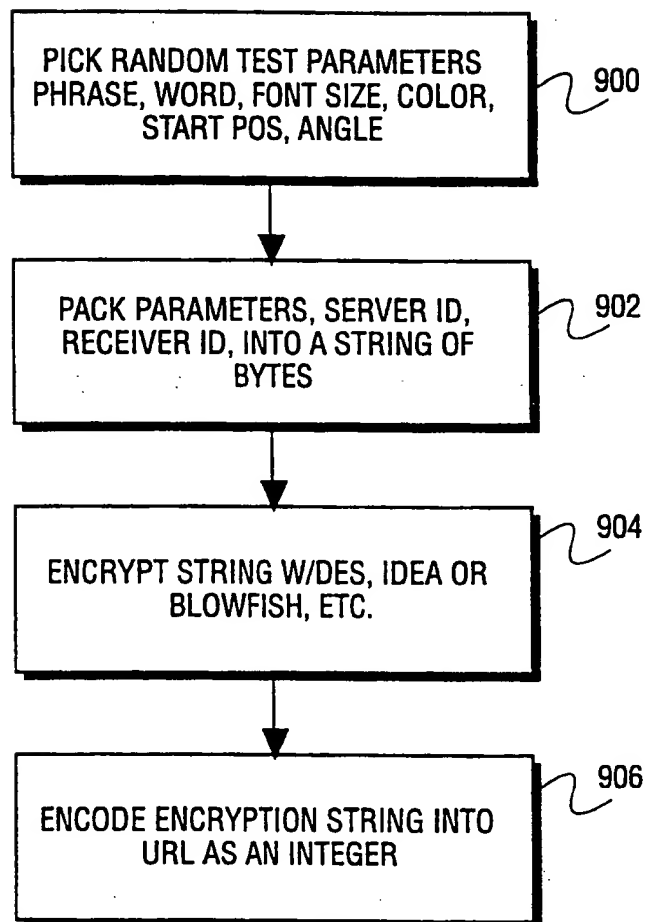 PICK RANDOM TEST PARAMETERS
PHRASE, WORD, FONT SIZE, COLOR,
START POS, ANGLE
900
PACK PARAMETERS, SERVER ID,
RECEIVER ID, INTO A STRING OF
BYTES
902
ENCRYPT STRING W/DES, IDEA OR
BLOWFISH, ETC.
904
ENCODE ENCRYPTION STRING INTO
URL AS AN INTEGER
906